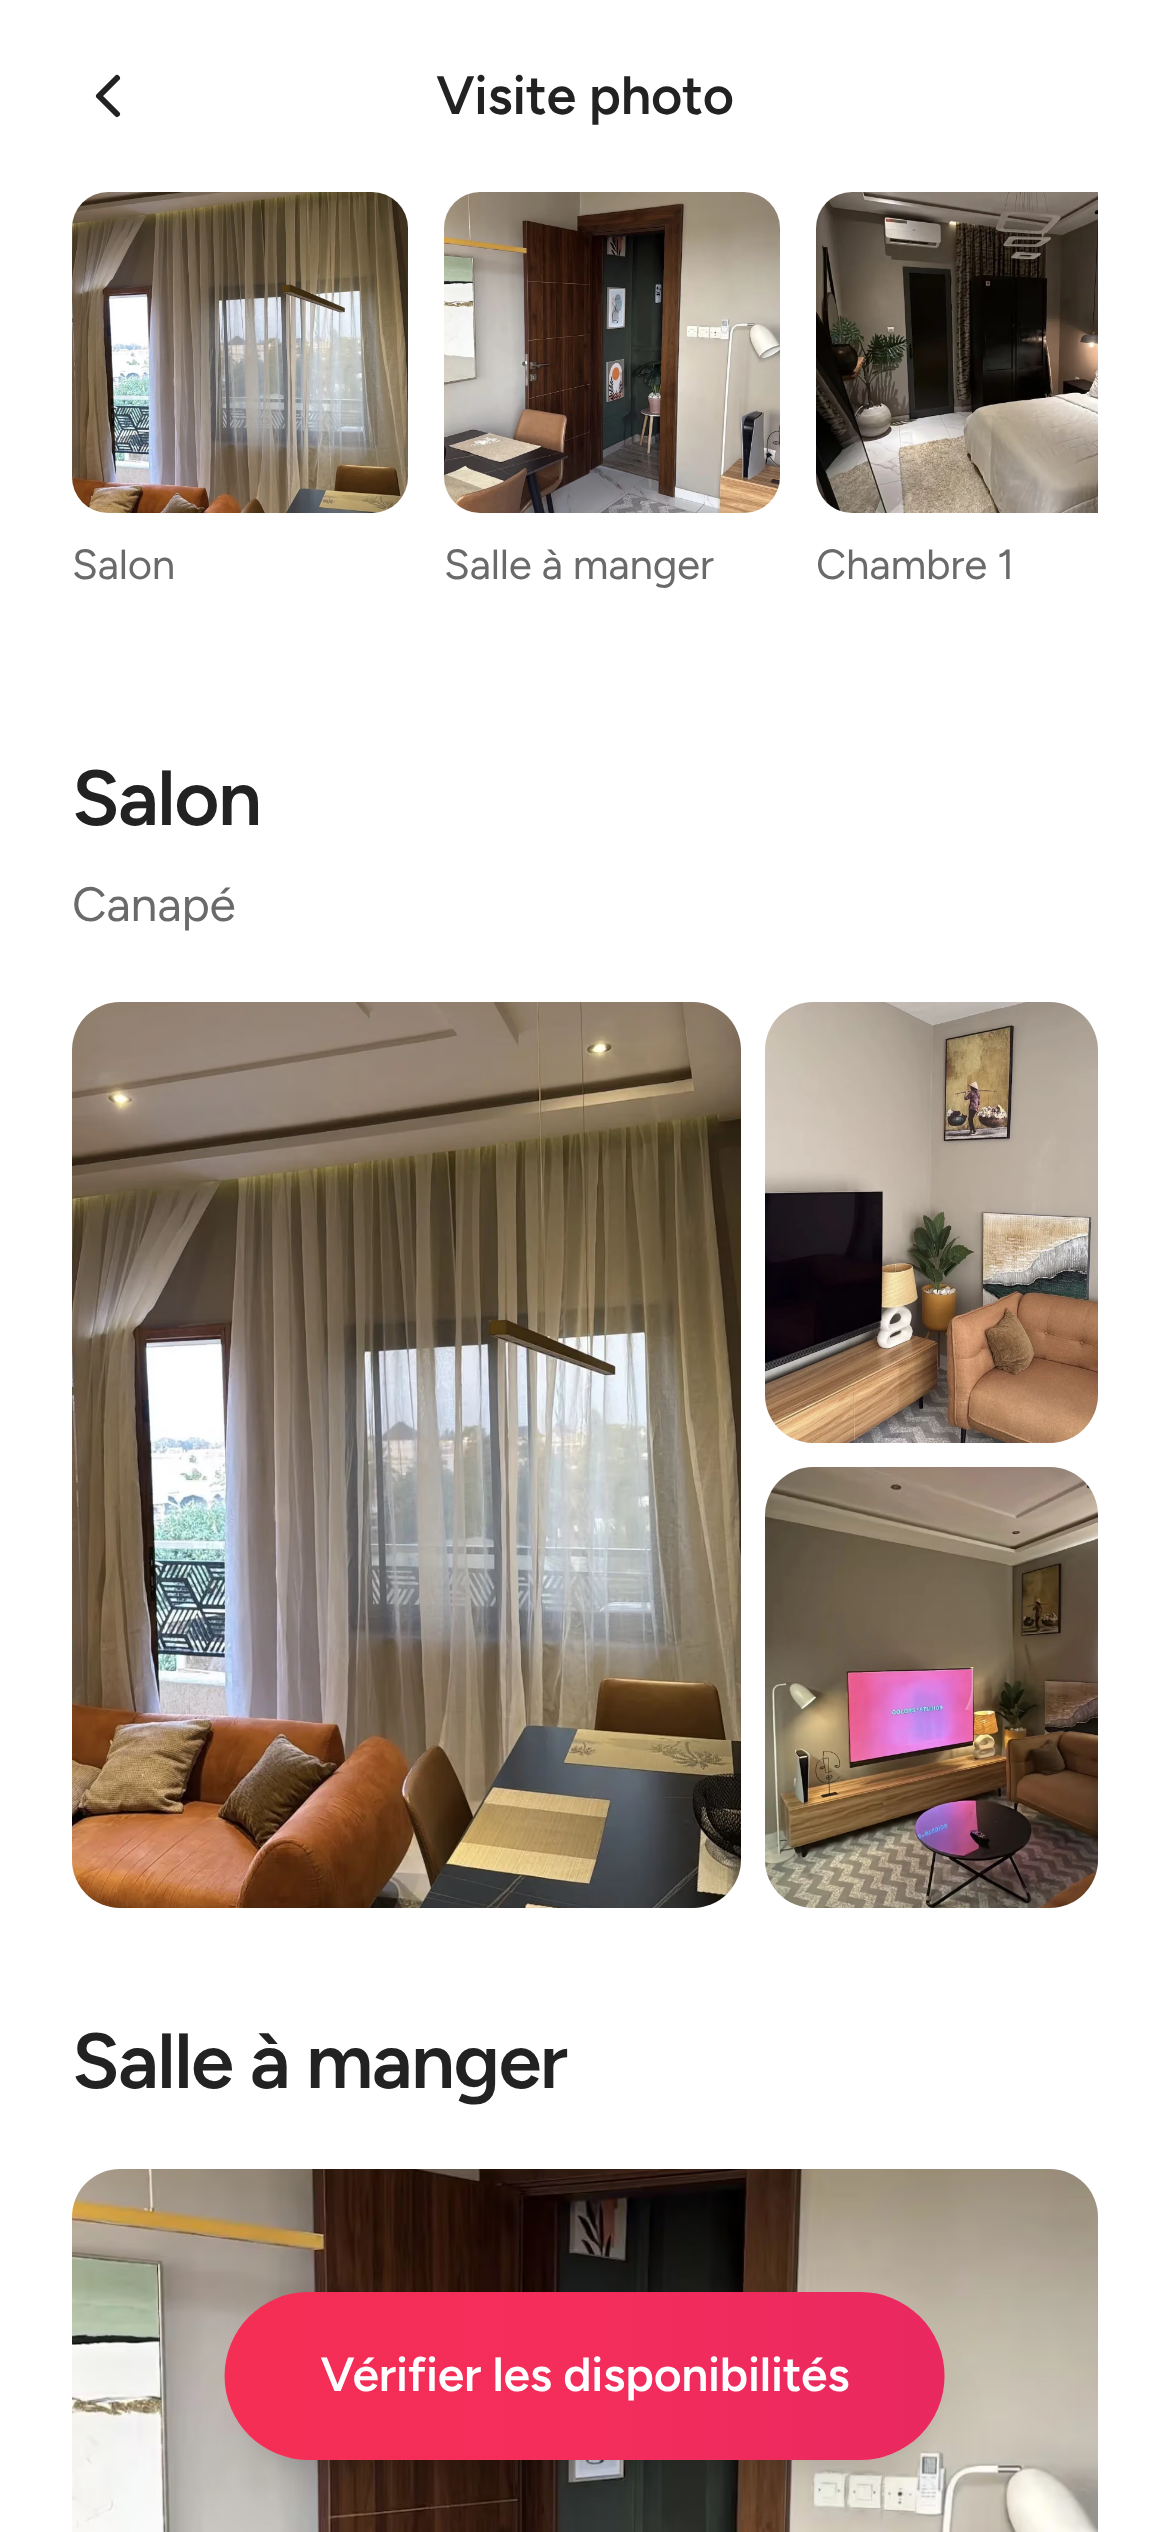 Visite photo
Salon
Salle à manger
Chambre 1
Salon
Canapé
Salle à manger
Vérifier les disponibilités